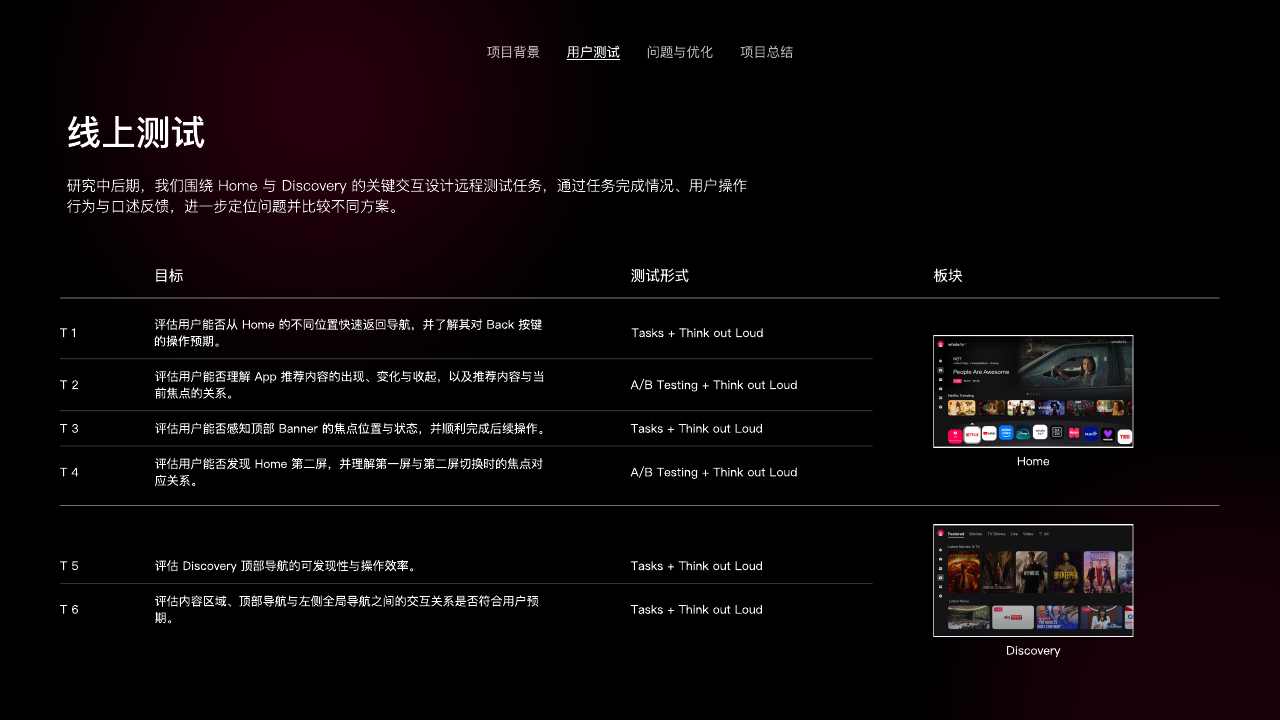 项目背景 用户测试 问题与优化 项目总结
线上测试
研究中后期，我们围绕 Home 与 Discovery 的关键交互设计远程测试任务，通过任务完成情况、用户操作
行为与口述反馈，进一步定位问题并比较不同方案。
目标 测试形式 板块
T 1
评估用户能否从 Home 的不同位置快速返回导航，并了解其对 Back 按键
的操作预期。
Tasks + Think out Loud
T 2
评估用户能否理解 App 推荐内容的出现、变化与收起，以及推荐内容与当
前焦点的关系。
A/B Testing + Think out Loud
T 3
评估用户能否感知顶部 Banner 的焦点位置与状态，并顺利完成后续操作。
Tasks + Think out Loud
T 4
评估用户能否发现 Home 第二屏，并理解第一屏与第二屏切换时的焦点对
应关系。
A/B Testing + Think out Loud
People Are Awesome
Netflix Trending
Home
T 5
评估 Discovery 顶部导航的可发现性与操作效率。
Tasks + Think out Loud
T 6
评估内容区域、顶部导航与左侧全局导航之间的交互关系是否符合用户预
期。
Tasks + Think out Loud
Featured Movies TV Shows Live Video
Discovery